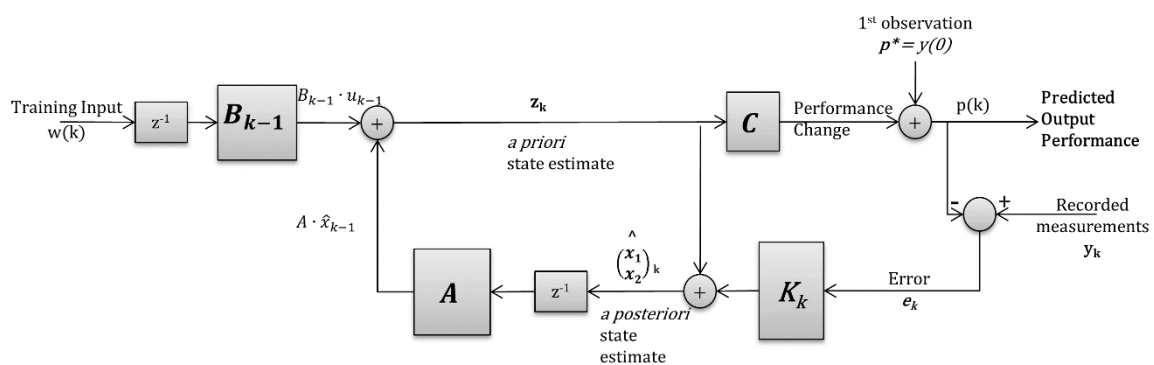 1st observation
p* = y(0)
Training Input
w(k)
z-1
Bk−1
Bk−1 · uk−1
+
zk
a priori
state estimate
C
Performance
Change
+
p(k)
Predicted
Output
Performance
-
+
Recorded
measurements
yk
A · x̂k−1
A
z-1
^
(x1
x2)k
a posteriori
state
estimate
+
Kk
Error
ek